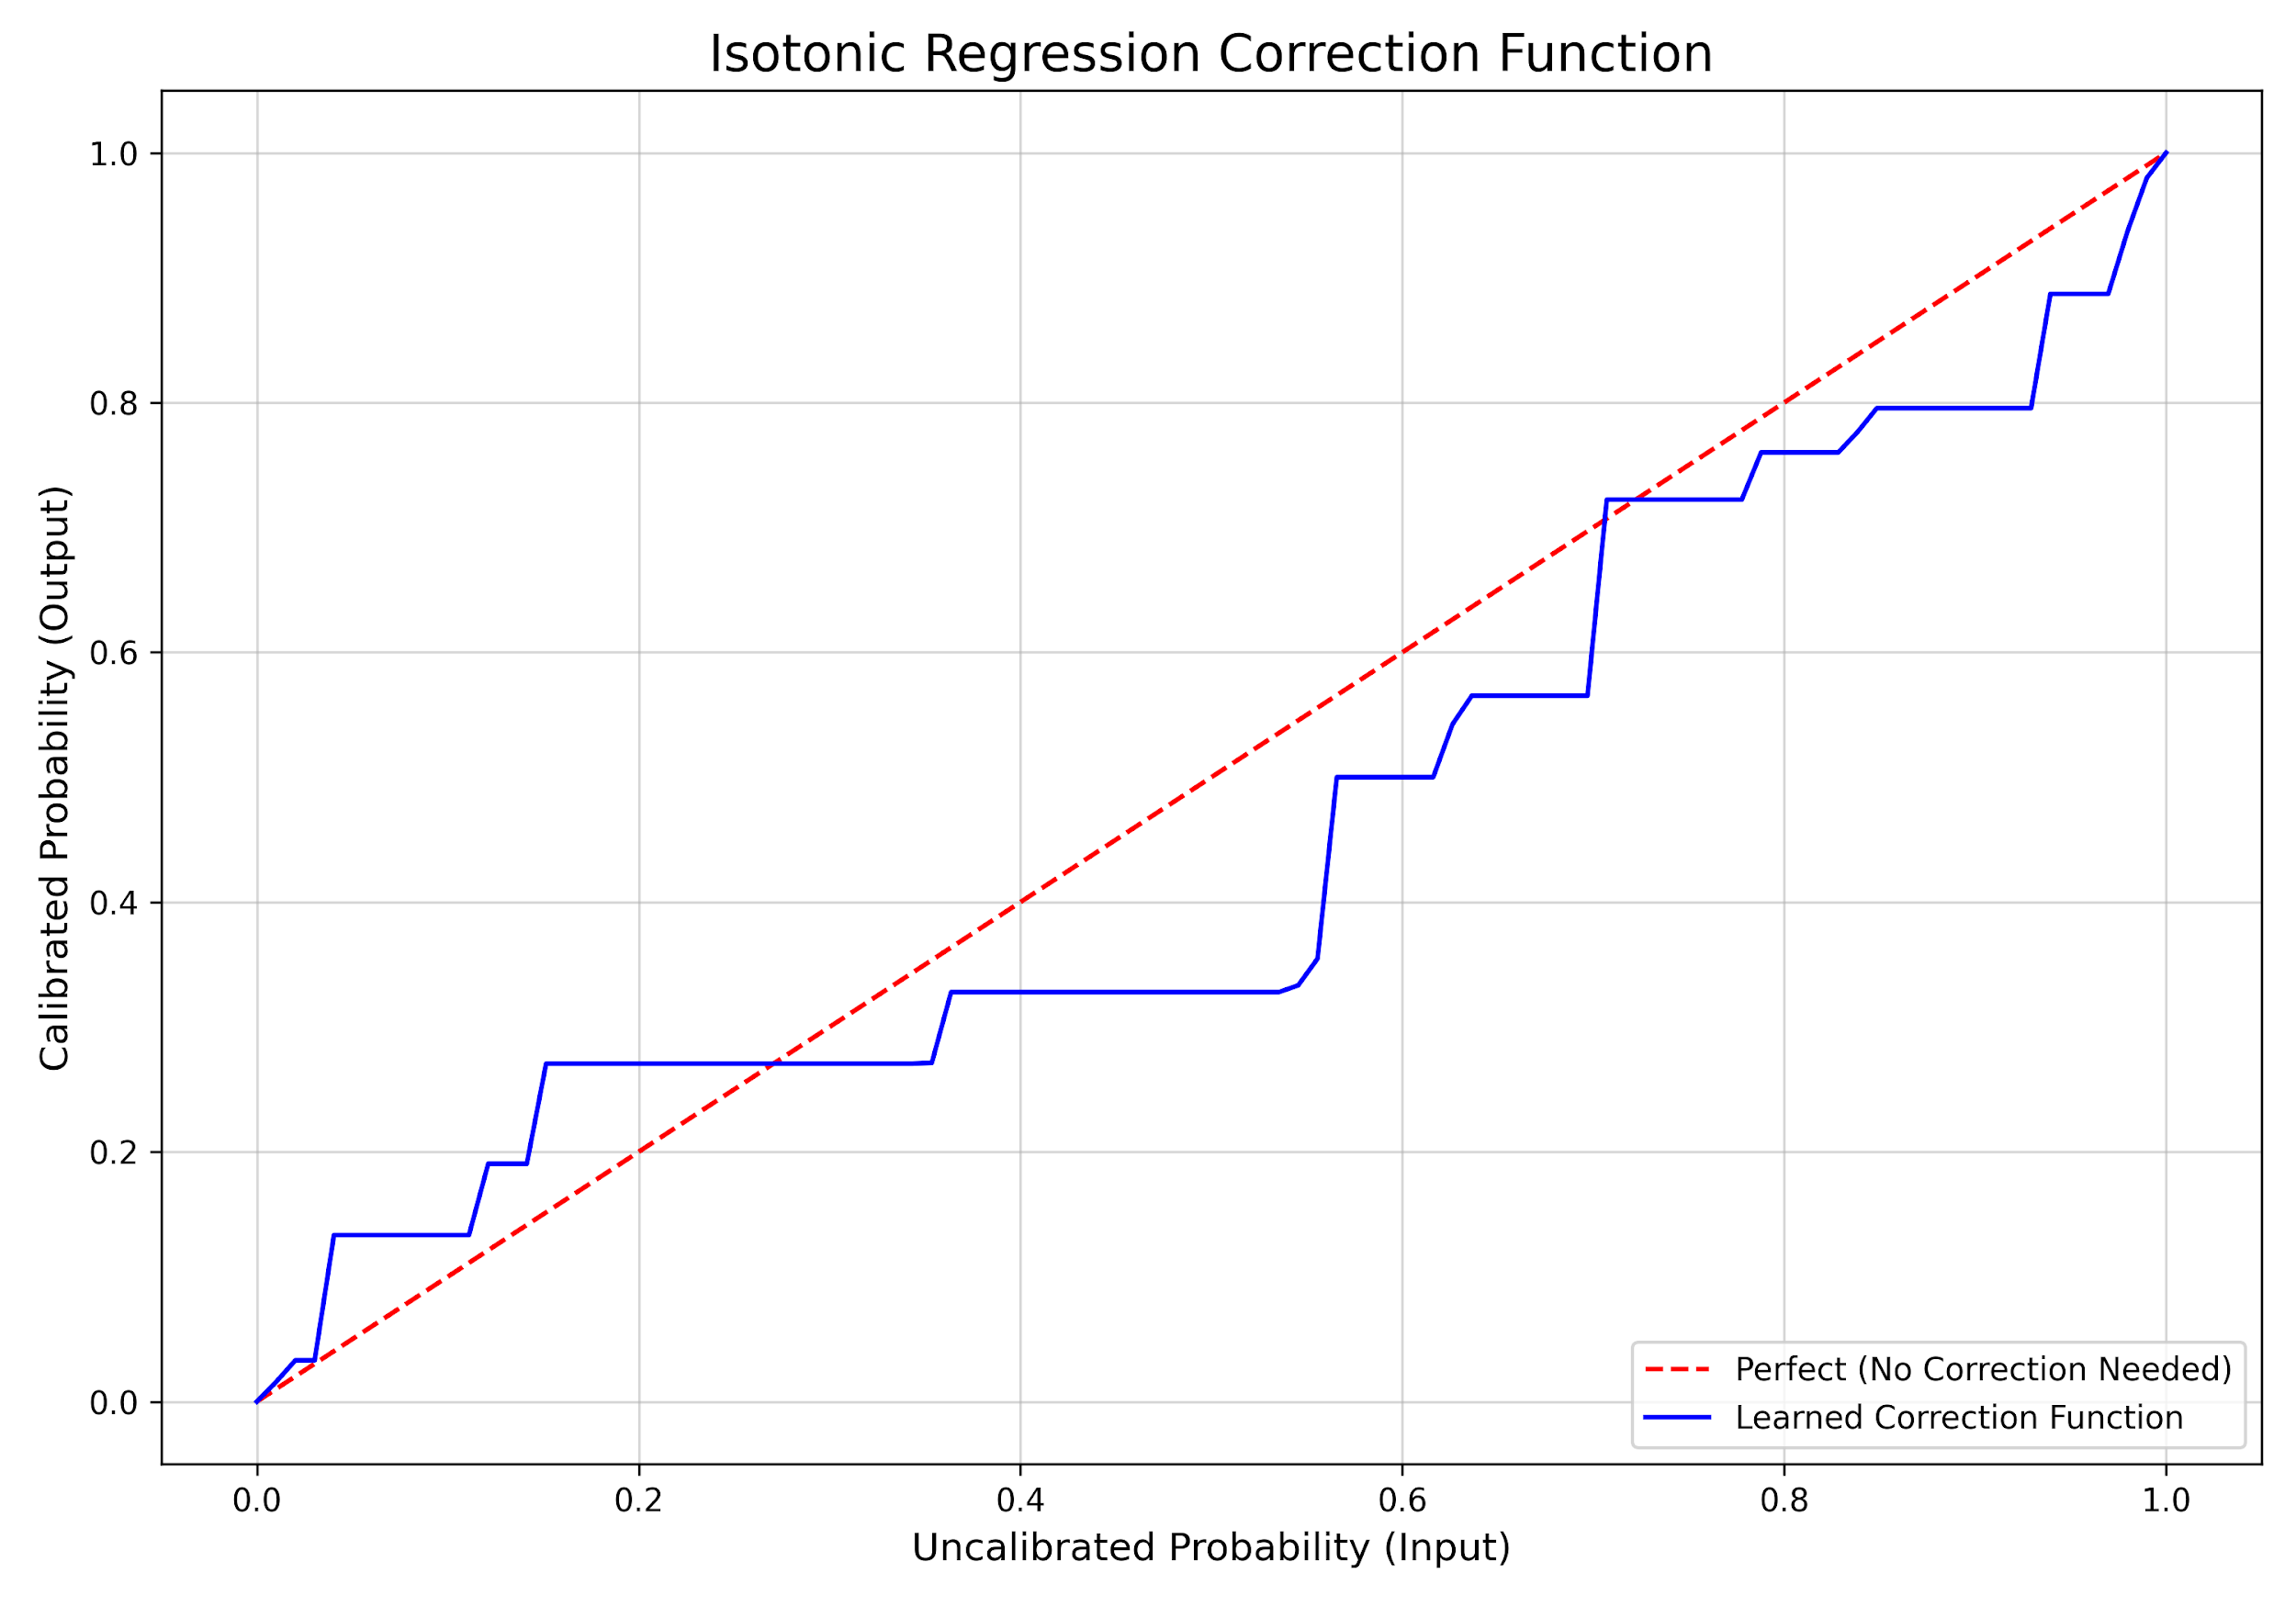 Isotonic Regression Correction Function
Calibrated Probability (Output)
1.0
0.8
0.6
0.4
0.2
0.0
0.0 0.2 0.4 0.6 0.8 1.0
Uncalibrated Probability (Input)
Perfect (No Correction Needed)
Learned Correction Function